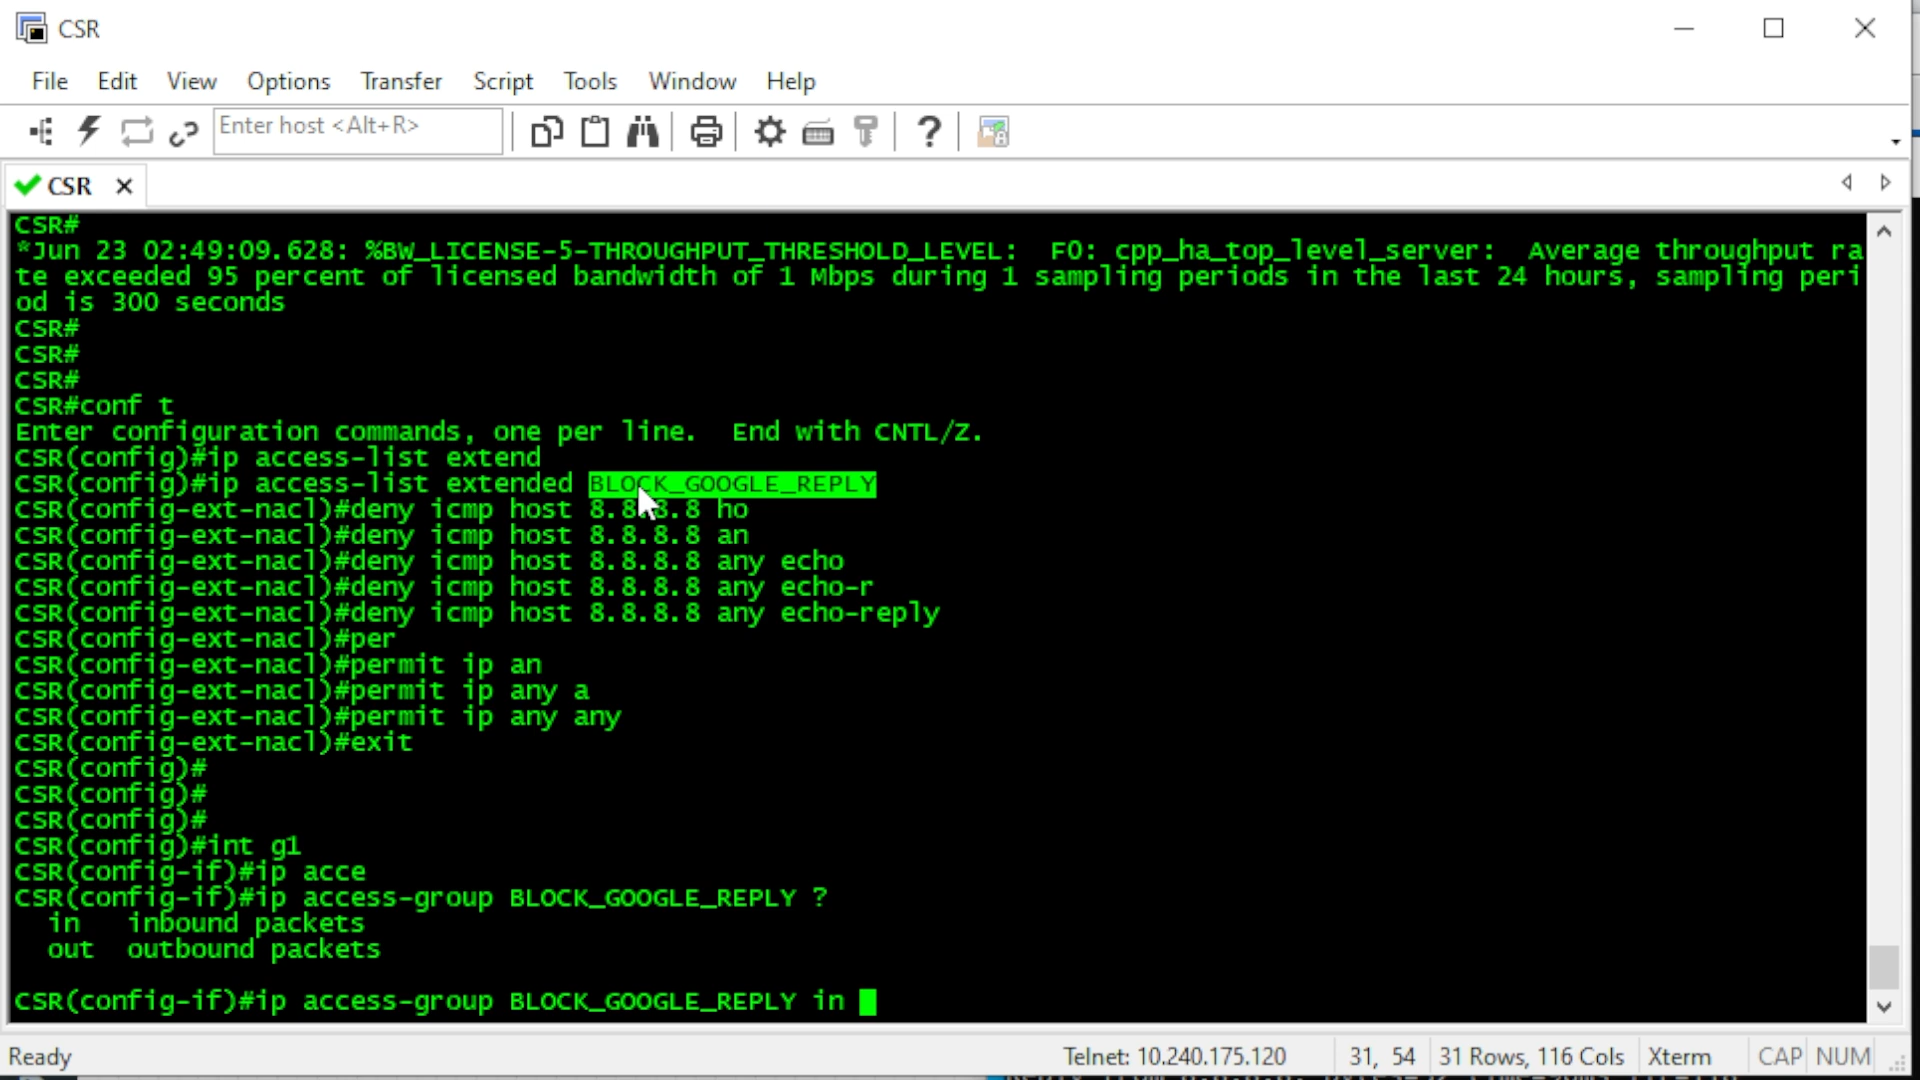 CSR
File Edit View Options Transfer Script Tools Window Help
Enter host <Alt+R>
CSR
CSR#
*Jun 23 02:49:09.628: %BW_LICENSE-5-THROUGHPUT_THRESHOLD_LEVEL:  F0: cpp_ha_top_level_server:  Average throughput ra
te exceeded 95 percent of licensed bandwidth of 1 Mbps during 1 sampling periods in the last 24 hours, sampling peri
od is 300 seconds
CSR#
CSR#
CSR#
CSR#conf t
Enter configuration commands, one per line.  End with CNTL/Z.
CSR(config)#ip access-list extend
CSR(config)#ip access-list extended BLOCK_GOOGLE_REPLY
CSR(config-ext-nacl)#deny icmp host 8.8.8.8 ho
CSR(config-ext-nacl)#deny icmp host 8.8.8.8 an
CSR(config-ext-nacl)#deny icmp host 8.8.8.8 any echo
CSR(config-ext-nacl)#deny icmp host 8.8.8.8 any echo-r
CSR(config-ext-nacl)#deny icmp host 8.8.8.8 any echo-reply
CSR(config-ext-nacl)#per
CSR(config-ext-nacl)#permit ip an
CSR(config-ext-nacl)#permit ip any a
CSR(config-ext-nacl)#permit ip any any
CSR(config-ext-nacl)#exit
CSR(config)#
CSR(config)#
CSR(config)#
CSR(config)#int g1
CSR(config-if)#ip acce
CSR(config-if)#ip access-group BLOCK_GOOGLE_REPLY ?
  in   inbound packets
  out  outbound packets
CSR(config-if)#ip access-group BLOCK_GOOGLE_REPLY in
Ready Telnet: 10.240.175.120 31, 54 31 Rows, 116 Cols Xterm CAP NUM